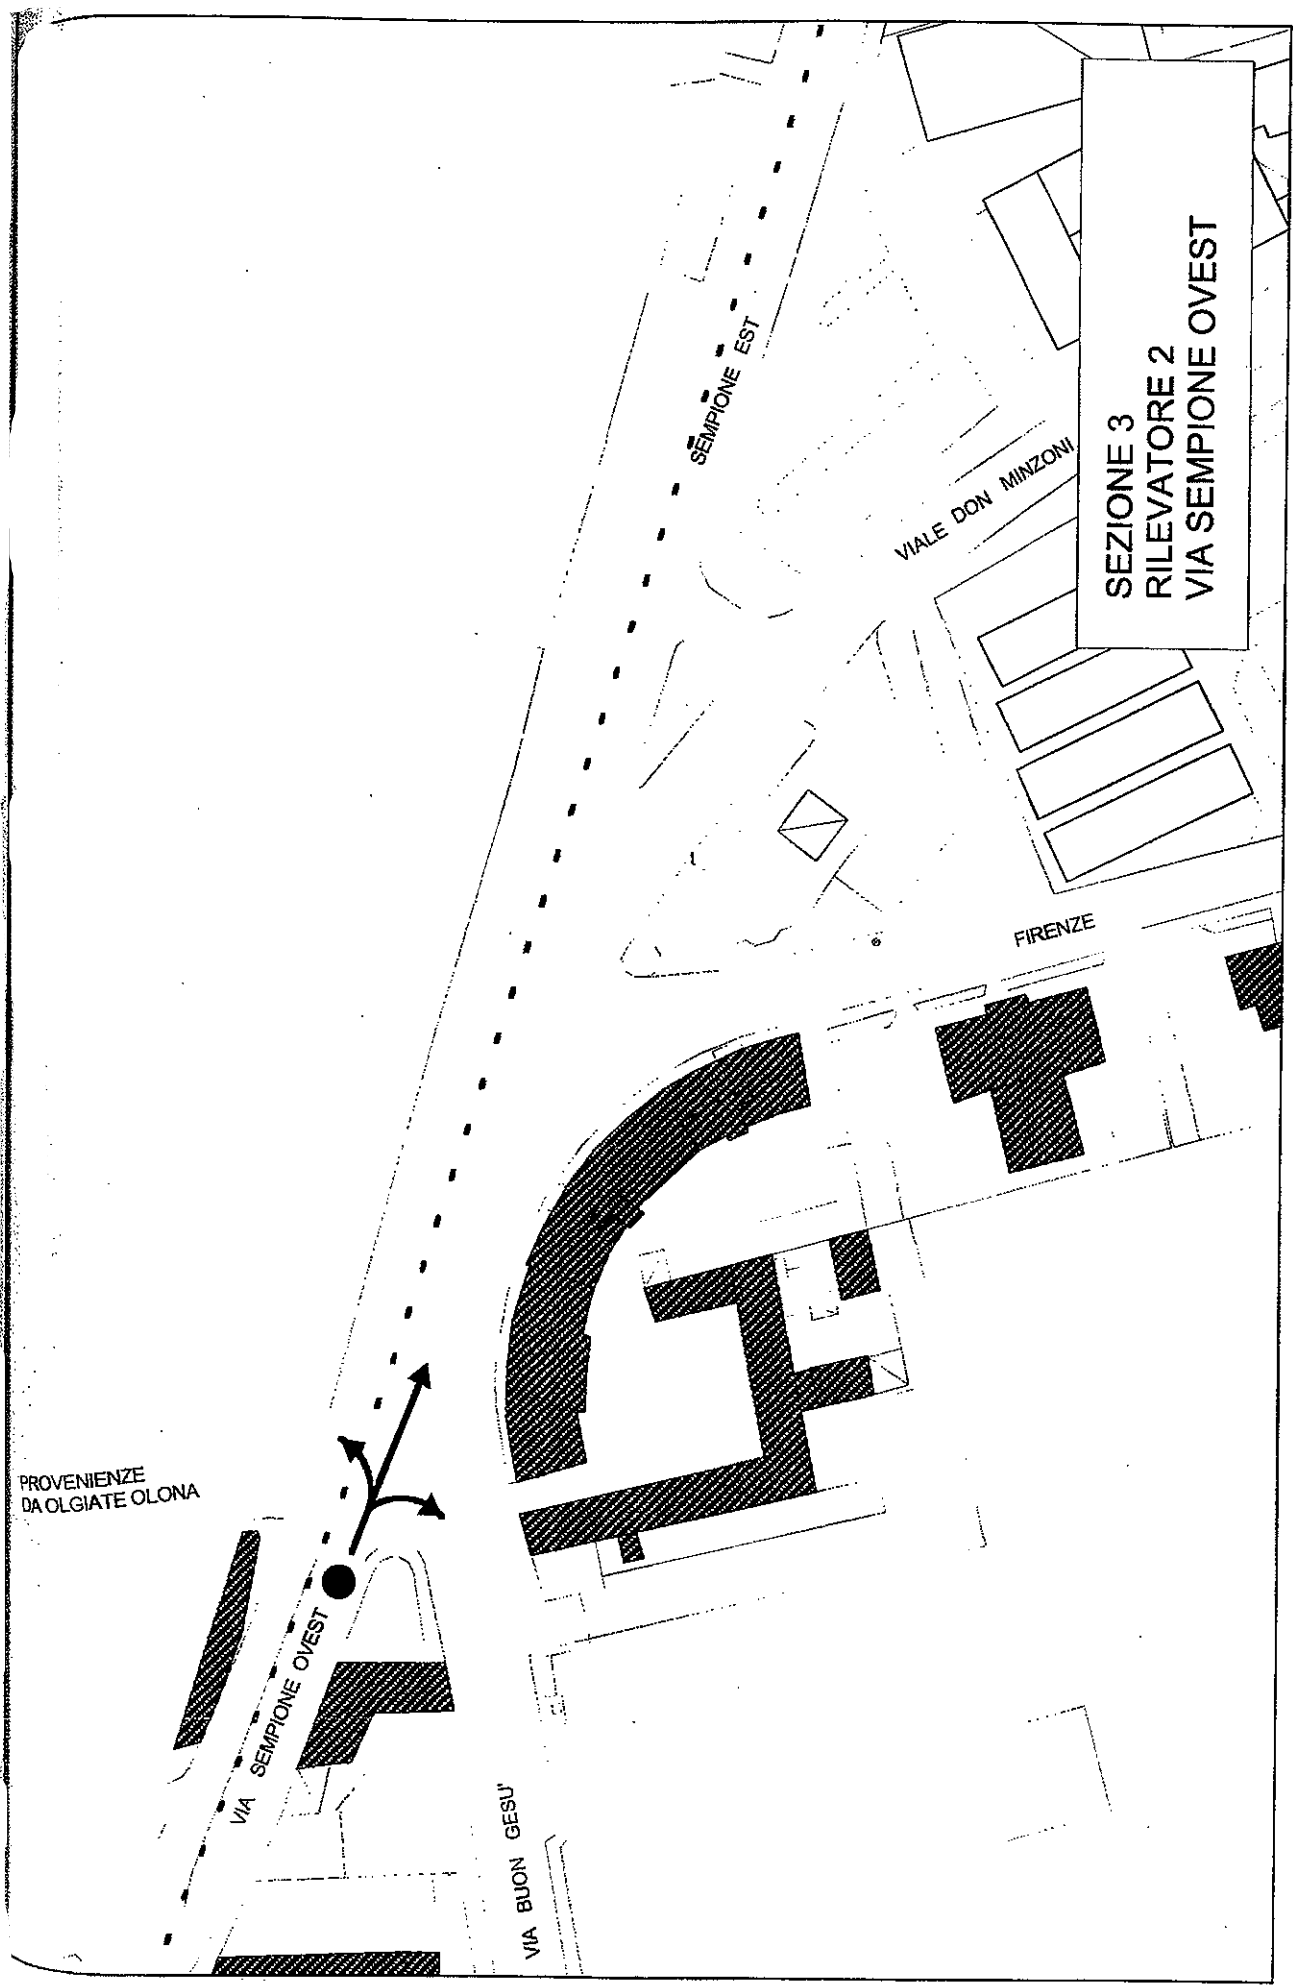 SEZIONE 3
RILEVATORE 2
VIA SEMPIONE OVEST
SEMPIONE EST
VIALE DON MINZONI
FIRENZE
PROVENIENZE
DA OLGIATE OLONA
VIA SEMPIONE OVEST
VIA BUON GESU'